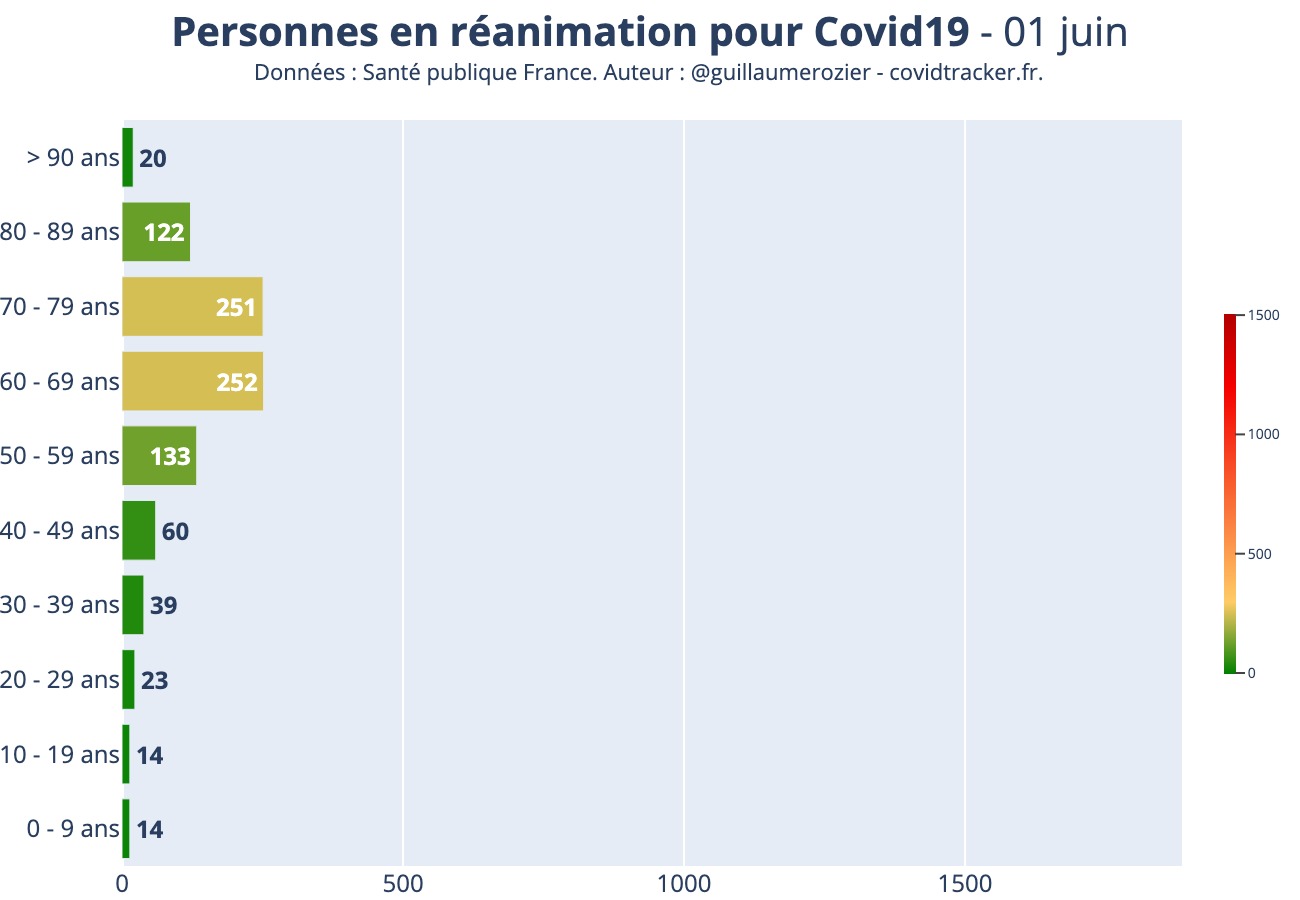 Personnes en réanimation pour Covid19 - 01 juin
Données : Santé publique France. Auteur : @guillaumerozier - covidtracker.fr.
> 90 ans 20
80 - 89 ans 122
70 - 79 ans 251
60 - 69 ans 252
50 - 59 ans 133
40 - 49 ans 60
30 - 39 ans 39
20 - 29 ans 23
10 - 19 ans 14
0 - 9 ans 14
0 500 1000 1500
1500
1000
500
0